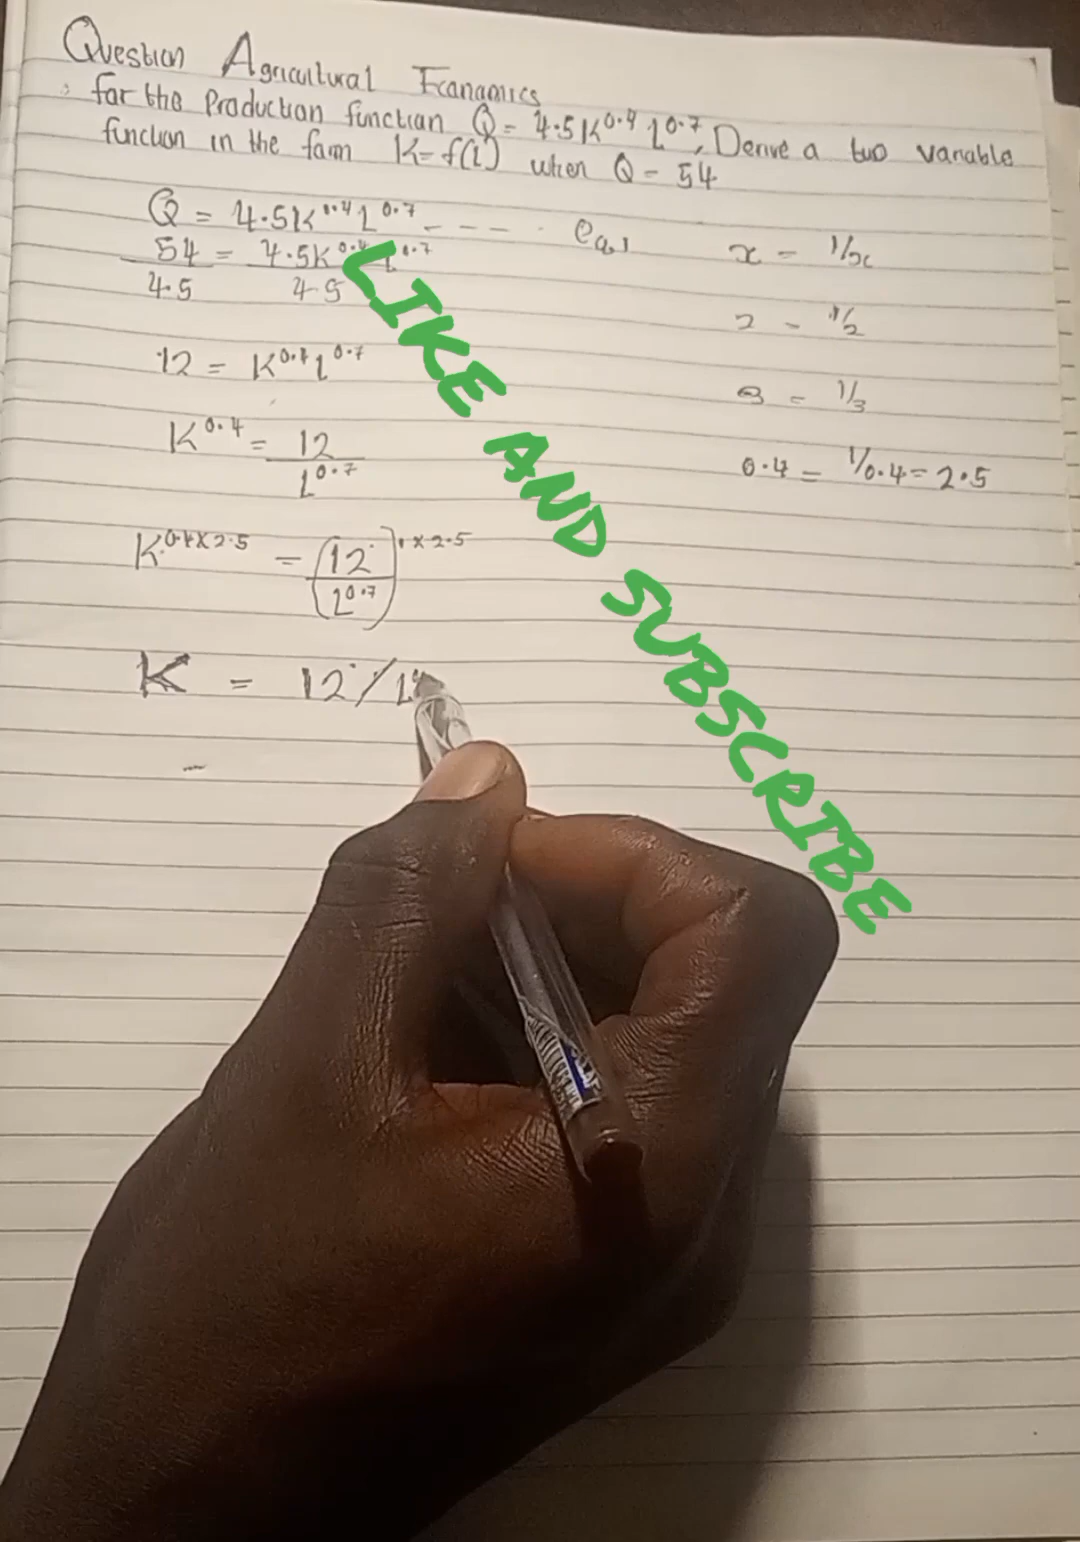 Question Agricultural Economics
for the Production function Q = 4.5K^0.4 L^0.7, Derive a two variable
function in the form K = f(L) when Q = 54
Q = 4.5K^0.4 L^0.7 ---- eq,1
54 = 4.5K^0.4 L^0.7
4.5 4.5
12 = K^0.4 L^0.7
K^0.4 = 12
L^0.7
K^0.4x2.5 = (12)^1x2.5
(L^0.7)
K = 12/L
x = 1/x
2 = 1/2
3 = 1/3
0.4 = 1/0.4 = 2.5
LIKE AND SUBSCRIBE